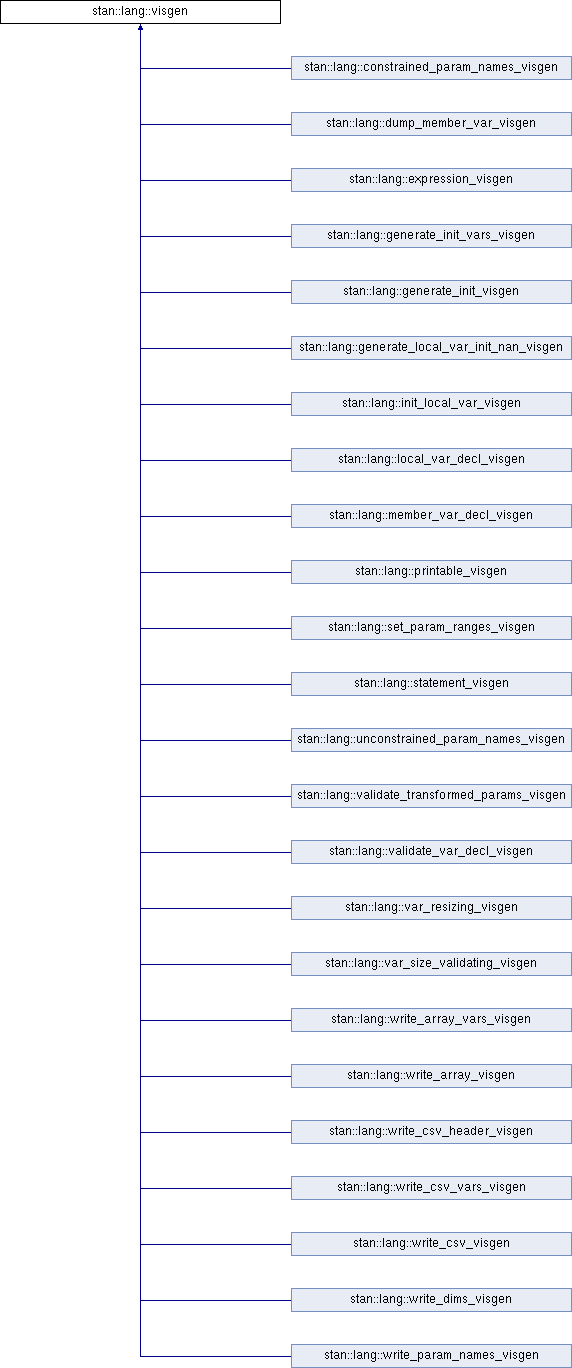 stan::lang::visgen
stan::lang::constrained_param_names_visgen
stan::lang::dump_member_var_visgen
stan::lang::expression_visgen
stan::lang::generate_init_vars_visgen
stan::lang::generate_init_visgen
stan::lang::generate_local_var_init_nan_visgen
stan::lang::init_local_var_visgen
stan::lang::local_var_decl_visgen
stan::lang::member_var_decl_visgen
stan::lang::printable_visgen
stan::lang::set_param_ranges_visgen
stan::lang::statement_visgen
stan::lang::unconstrained_param_names_visgen
stan::lang::validate_transformed_params_visgen
stan::lang::validate_var_decl_visgen
stan::lang::var_resizing_visgen
stan::lang::var_size_validating_visgen
stan::lang::write_array_vars_visgen
stan::lang::write_array_visgen
stan::lang::write_csv_header_visgen
stan::lang::write_csv_vars_visgen
stan::lang::write_csv_visgen
stan::lang::write_dims_visgen
stan::lang::write_param_names_visgen